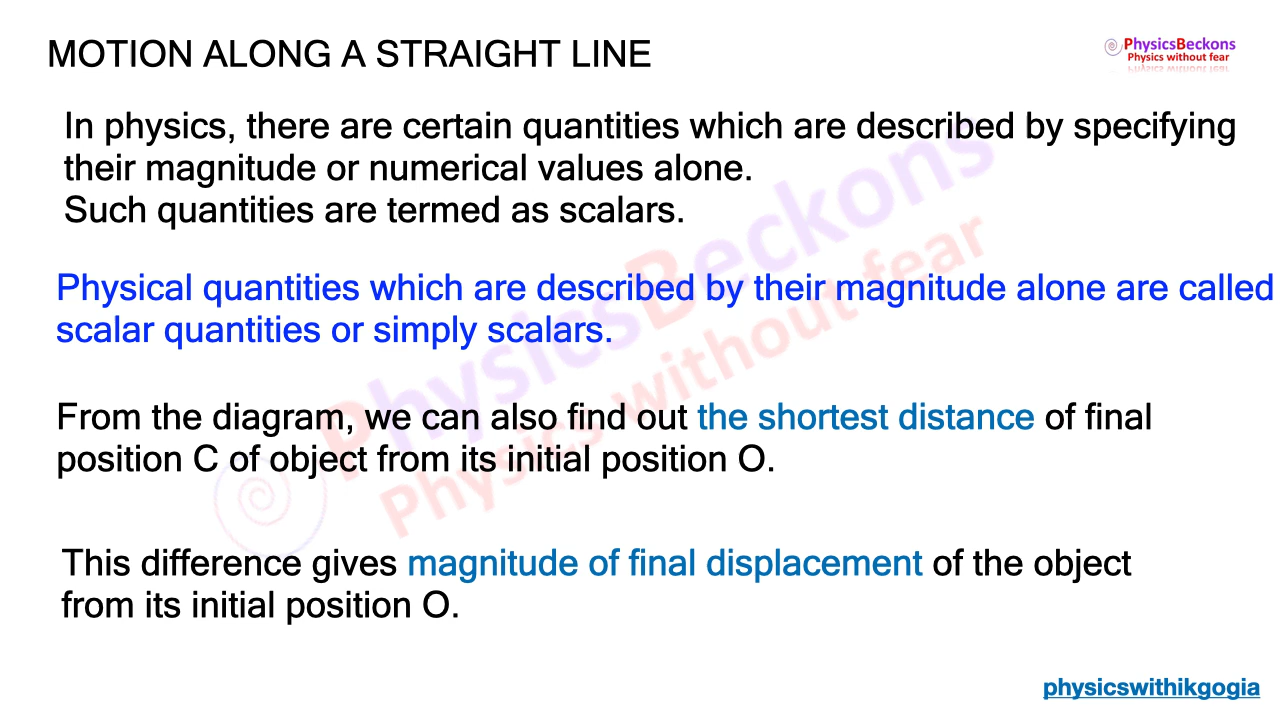 MOTION ALONG A STRAIGHT LINE
PhysicsBeckons
Physics without fear
In physics, there are certain quantities which are described by specifying
their magnitude or numerical values alone.
Such quantities are termed as scalars.
Physical quantities which are described by their magnitude alone are called
scalar quantities or simply scalars.
From the diagram, we can also find out the shortest distance of final
position C of object from its initial position O.
This difference gives magnitude of final displacement of the object
from its initial position O.
PhysicsBeckons
Physics without fear
physicswithikgogia